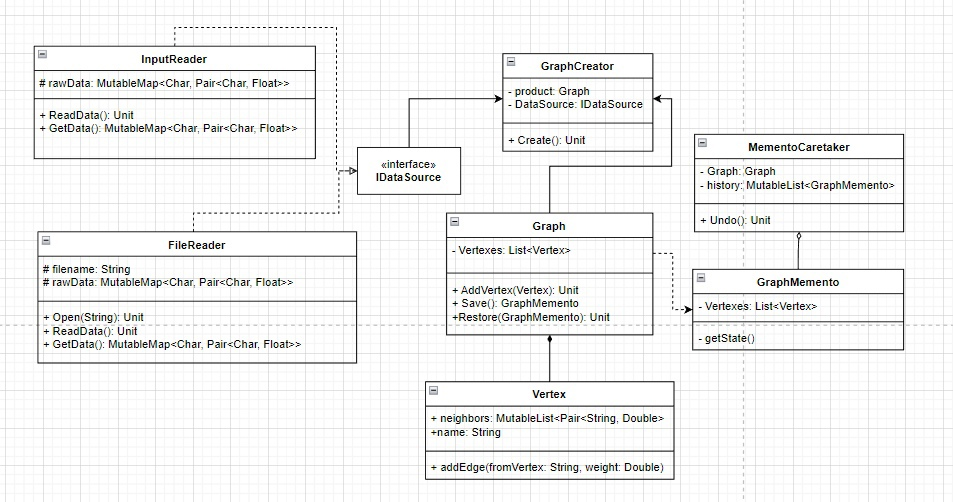 InputReader
# rawData: MutableMap<Char, Pair<Char, Float>>
+ ReadData(): Unit
+ GetData(): MutableMap<Char, Pair<Char, Float>>
GraphCreator
- product: Graph
- DataSource: IDataSource
+ Create(): Unit
«interface»
IDataSource
MementoCaretaker
- Graph: Graph
- history: MutableList<GraphMemento>
+ Undo(): Unit
FileReader
# filename: String
# rawData: MutableMap<Char, Pair<Char, Float>>
+ Open(String): Unit
+ ReadData(): Unit
+ GetData(): MutableMap<Char, Pair<Char, Float>>
Graph
- Vertexes: List<Vertex>
+ AddVertex(Vertex): Unit
+ Save(): GraphMemento
+Restore(GraphMemento): Unit
GraphMemento
- Vertexes: List<Vertex>
- getState()
Vertex
+ neighbors: MutableList<Pair<String, Double>
+name: String
+ addEdge(fromVertex: String, weight: Double)